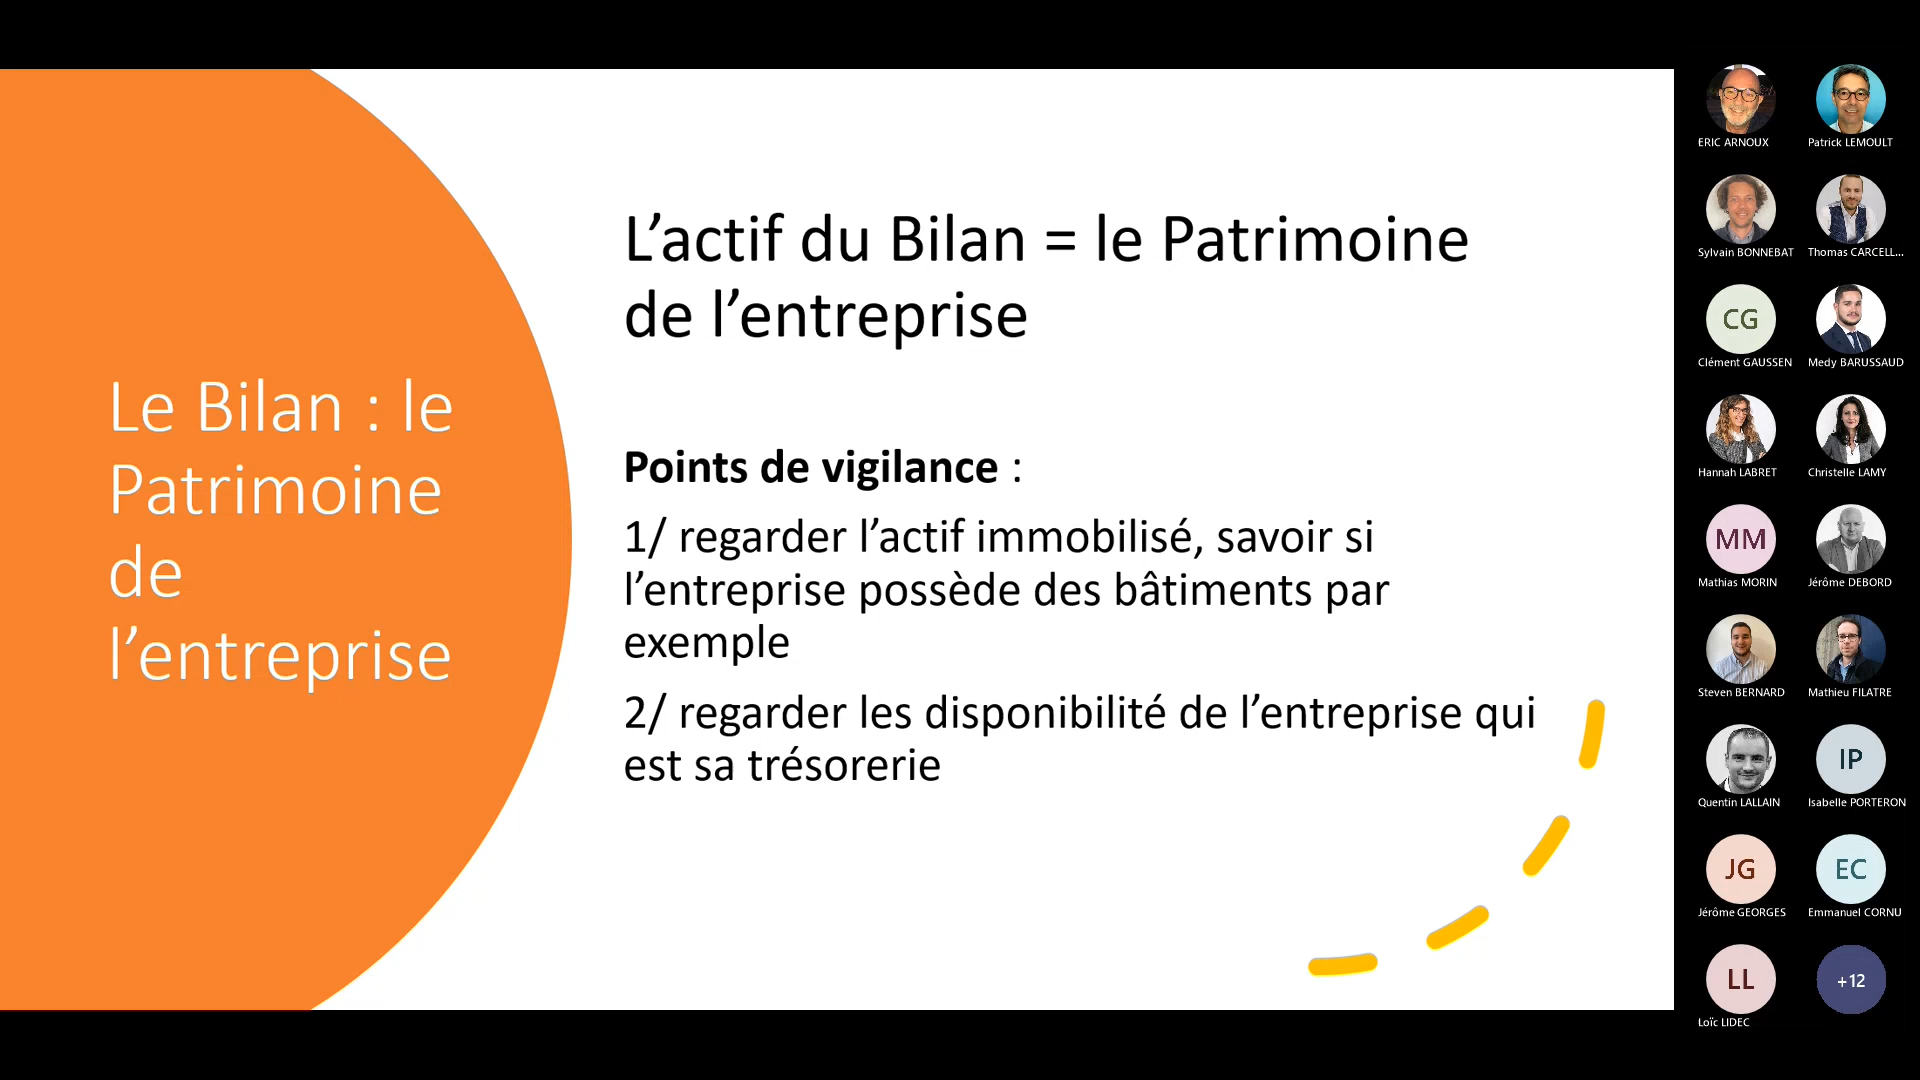 Le Bilan : le
Patrimoine
de
l’entreprise
L’actif du Bilan = le Patrimoine
de l’entreprise
Points de vigilance :
1/ regarder l’actif immobilisé, savoir si
l’entreprise possède des bâtiments par
exemple
2/ regarder les disponibilité de l’entreprise qui
est sa trésorerie
ERIC ARNOUX
Patrick LEMOULT
Sylvain BONNEBAT
Thomas CARCELL...
CG
Clément GAUSSEN
Medy BARUSSAUD
Hannah LABRET
Christelle LAMY
MM
Mathias MORIN
Jérôme DEBORD
Steven BERNARD
Mathieu FILATRE
Quentin LALLAIN
IP
Isabelle PORTERON
JG
Jérôme GEORGES
EC
Emmanuel CORNU
LL
Loïc LIDEC
+12